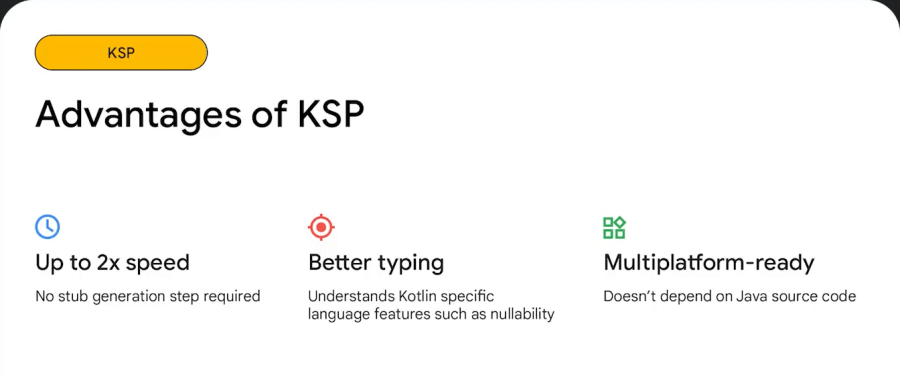 KSP
Advantages of KSP
Up to 2x speed
No stub generation step required
Better typing
Understands Kotlin specific
language features such as nullability
Multiplatform-ready
Doesn’t depend on Java source code